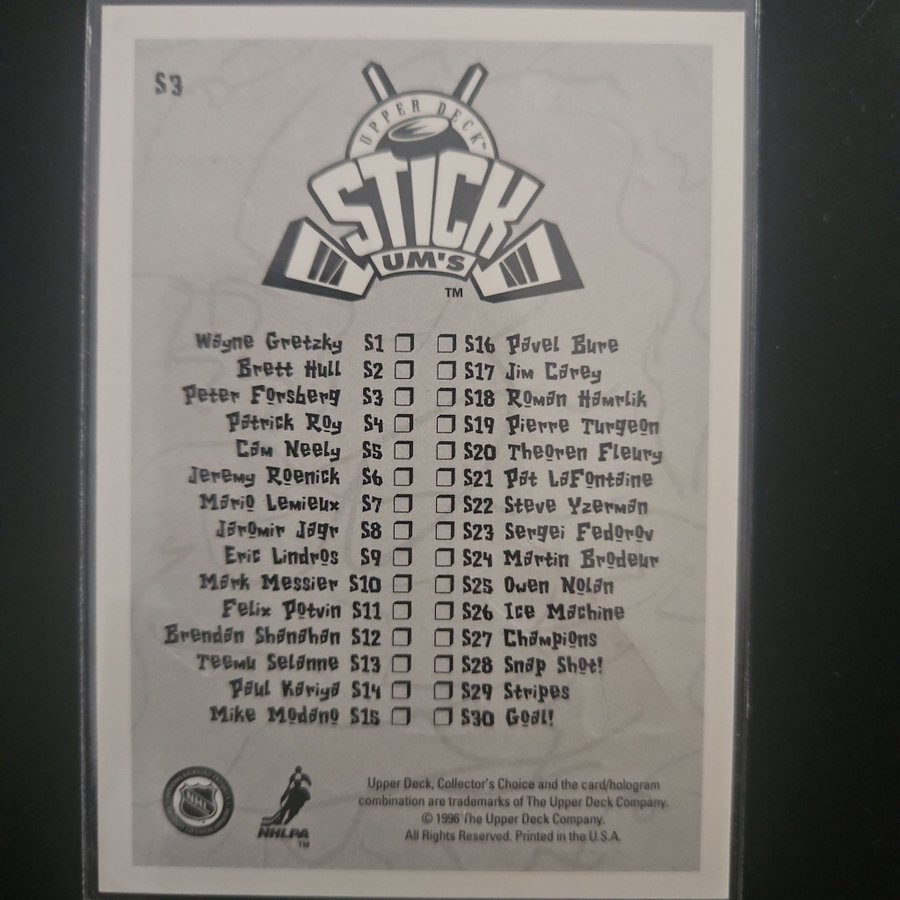 S3
UPPER DECK™
STICK
UM'S
TM
Wayne Gretzky S1 S16 Pavel Bure
Brett Hull S2 S17 Jim Carey
Peter Forsberg S3 S18 Roman Hamrlik
Patrick Roy S4 S19 Pierre Turgeon
Cam Neely S5 S20 Theoren Fleury
Jeremy Roenick S6 S21 Pat LaFontaine
Mario Lemieux S7 S22 Steve Yzerman
Jaromir Jagr S8 S23 Sergei Fedorov
Eric Lindros S9 S24 Martin Brodeur
Mark Messier S10 S25 Owen Nolan
Felix Potvin S11 S26 Ice Machine
Brendan Shanahan S12 S27 Champions
Teemu Selanne S13 S28 Snap Shot!
Paul Kariya S14 S29 Stripes
Mike Modano S15 S30 Goal!
NHL
NHLPA
TM
Upper Deck, Collector's Choice and the card/hologram
combination are trademarks of The Upper Deck Company.
© 1996 The Upper Deck Company.
All Rights Reserved. Printed in the U.S.A.